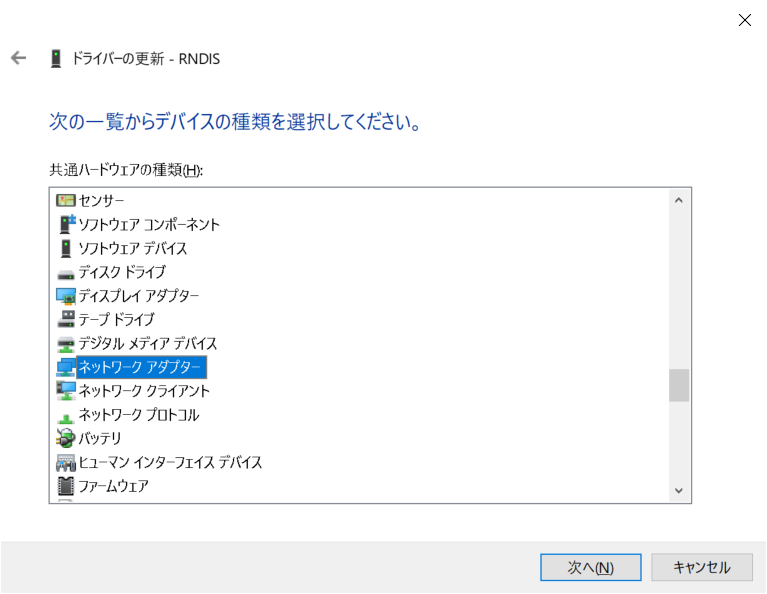 ドライバーの更新 - RNDIS
次の一覧からデバイスの種類を選択してください。
共通ハードウェアの種類(H):
センサー
ソフトウェア コンポーネント
ソフトウェア デバイス
ディスク ドライブ
ディスプレイ アダプター
テープ ドライブ
デジタル メディア デバイス
ネットワーク アダプター
ネットワーク クライアント
ネットワーク プロトコル
バッテリ
ヒューマン インターフェイス デバイス
ファームウェア
次へ(N)
キャンセル